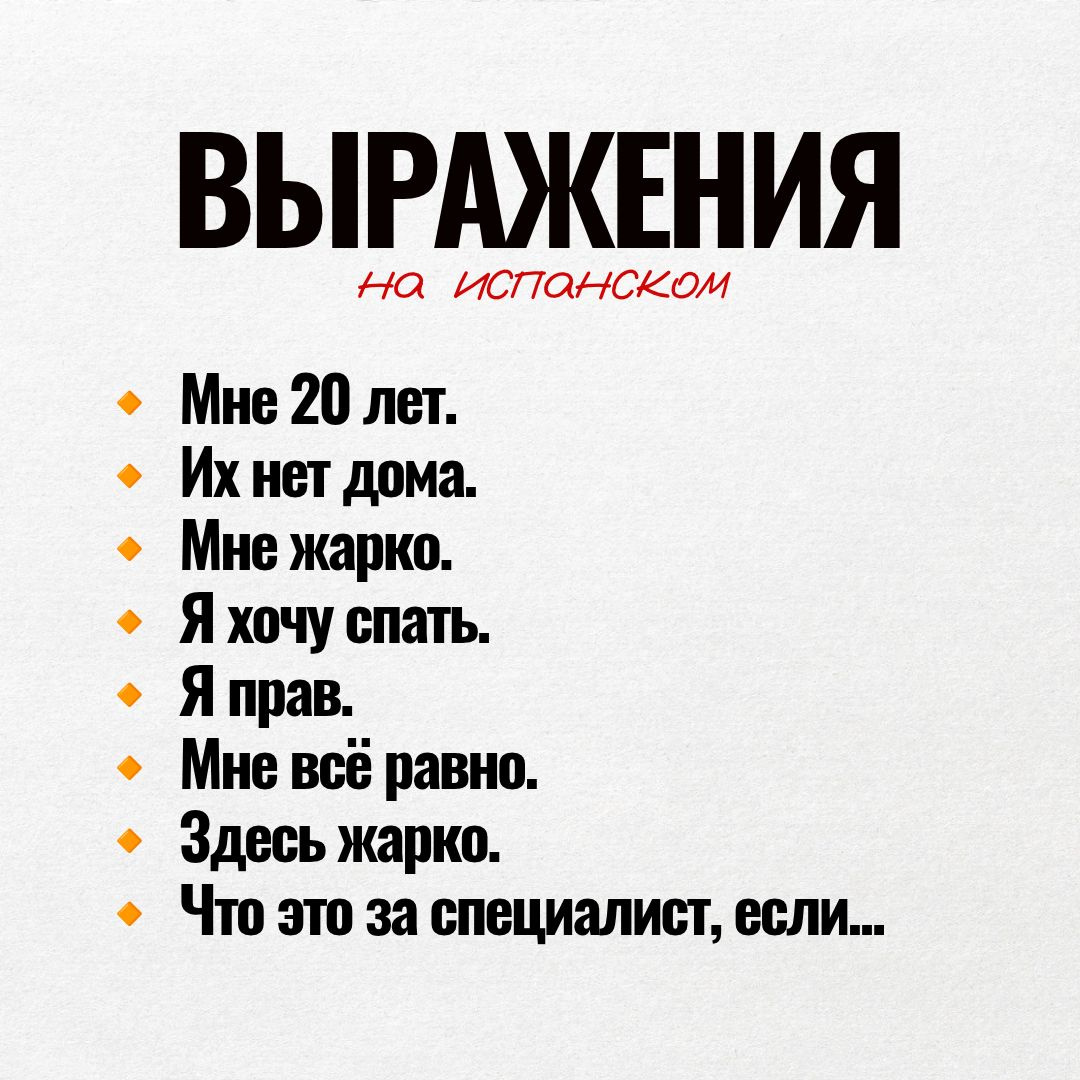 ВЫРАЖЕНИЯ
на испанском
🔸 Мне 20 лет.
🔸 Их нет дома.
🔸 Мне жарко.
🔸 Я хочу спать.
🔸 Я прав.
🔸 Мне всё равно.
🔸 Здесь жарко.
🔸 Что это за специалист, если...